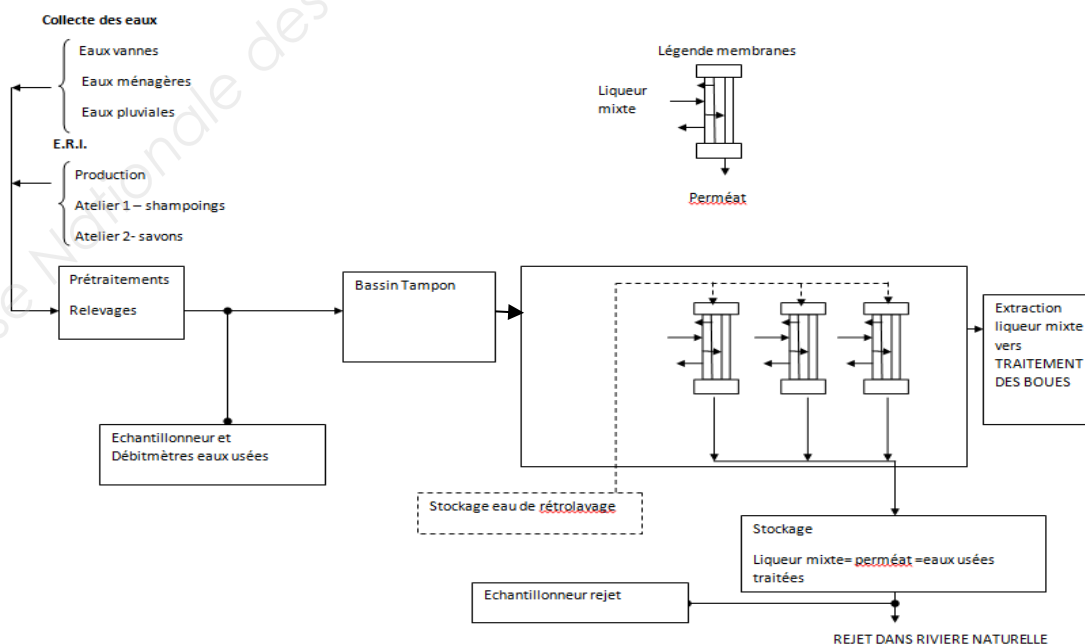 Collecte des eaux
Eaux vannes
Eaux ménagères
Eaux pluviales
E.R.I.
Production
Atelier 1 – shampoings
Atelier 2- savons
Légende membranes
Liqueur
mixte
Perméat
Prétraitements
Relevages
Bassin Tampon
Extraction
liqueur mixte
vers
TRAITEMENT
DES BOUES
Echantillonneur et
Débitmètres eaux usées
Stockage eau de rétrolavage
Stockage
Liqueur mixte= perméat =eaux usées
traitées
Echantillonneur rejet
REJET DANS RIVIERE NATURELLE
Nationale des